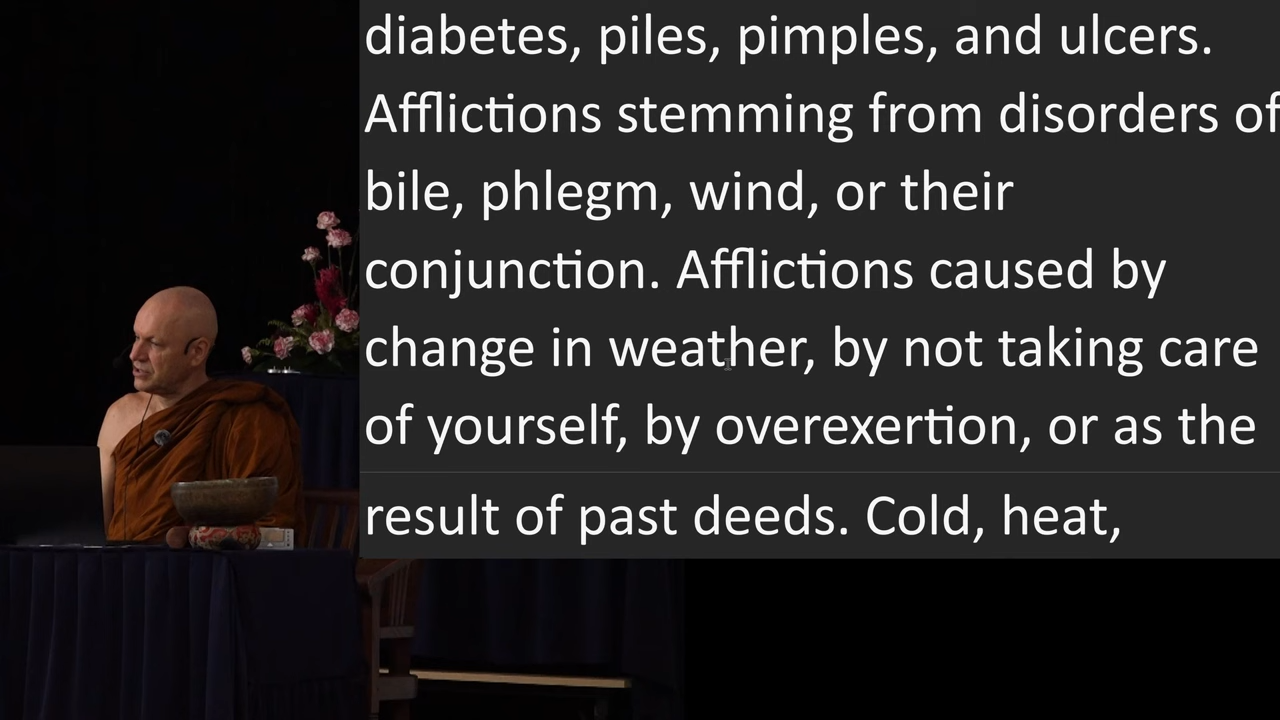 diabetes, piles, pimples, and ulcers.
Afflictions stemming from disorders of
bile, phlegm, wind, or their
conjunction. Afflictions caused by
change in weather, by not taking care
of yourself, by overexertion, or as the
result of past deeds. Cold, heat,